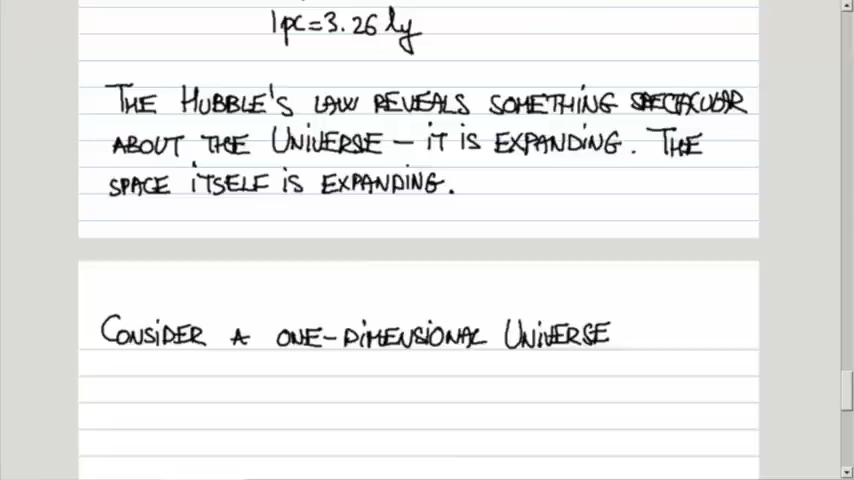 1pc=3.26 ly
THE HUBBLE'S LAW REVEALS SOMETHING SPECTACULAR
ABOUT THE UNIVERSE – IT IS EXPANDING. THE
SPACE ITSELF IS EXPANDING.
CONSIDER A ONE-DIMENSIONAL UNIVERSE